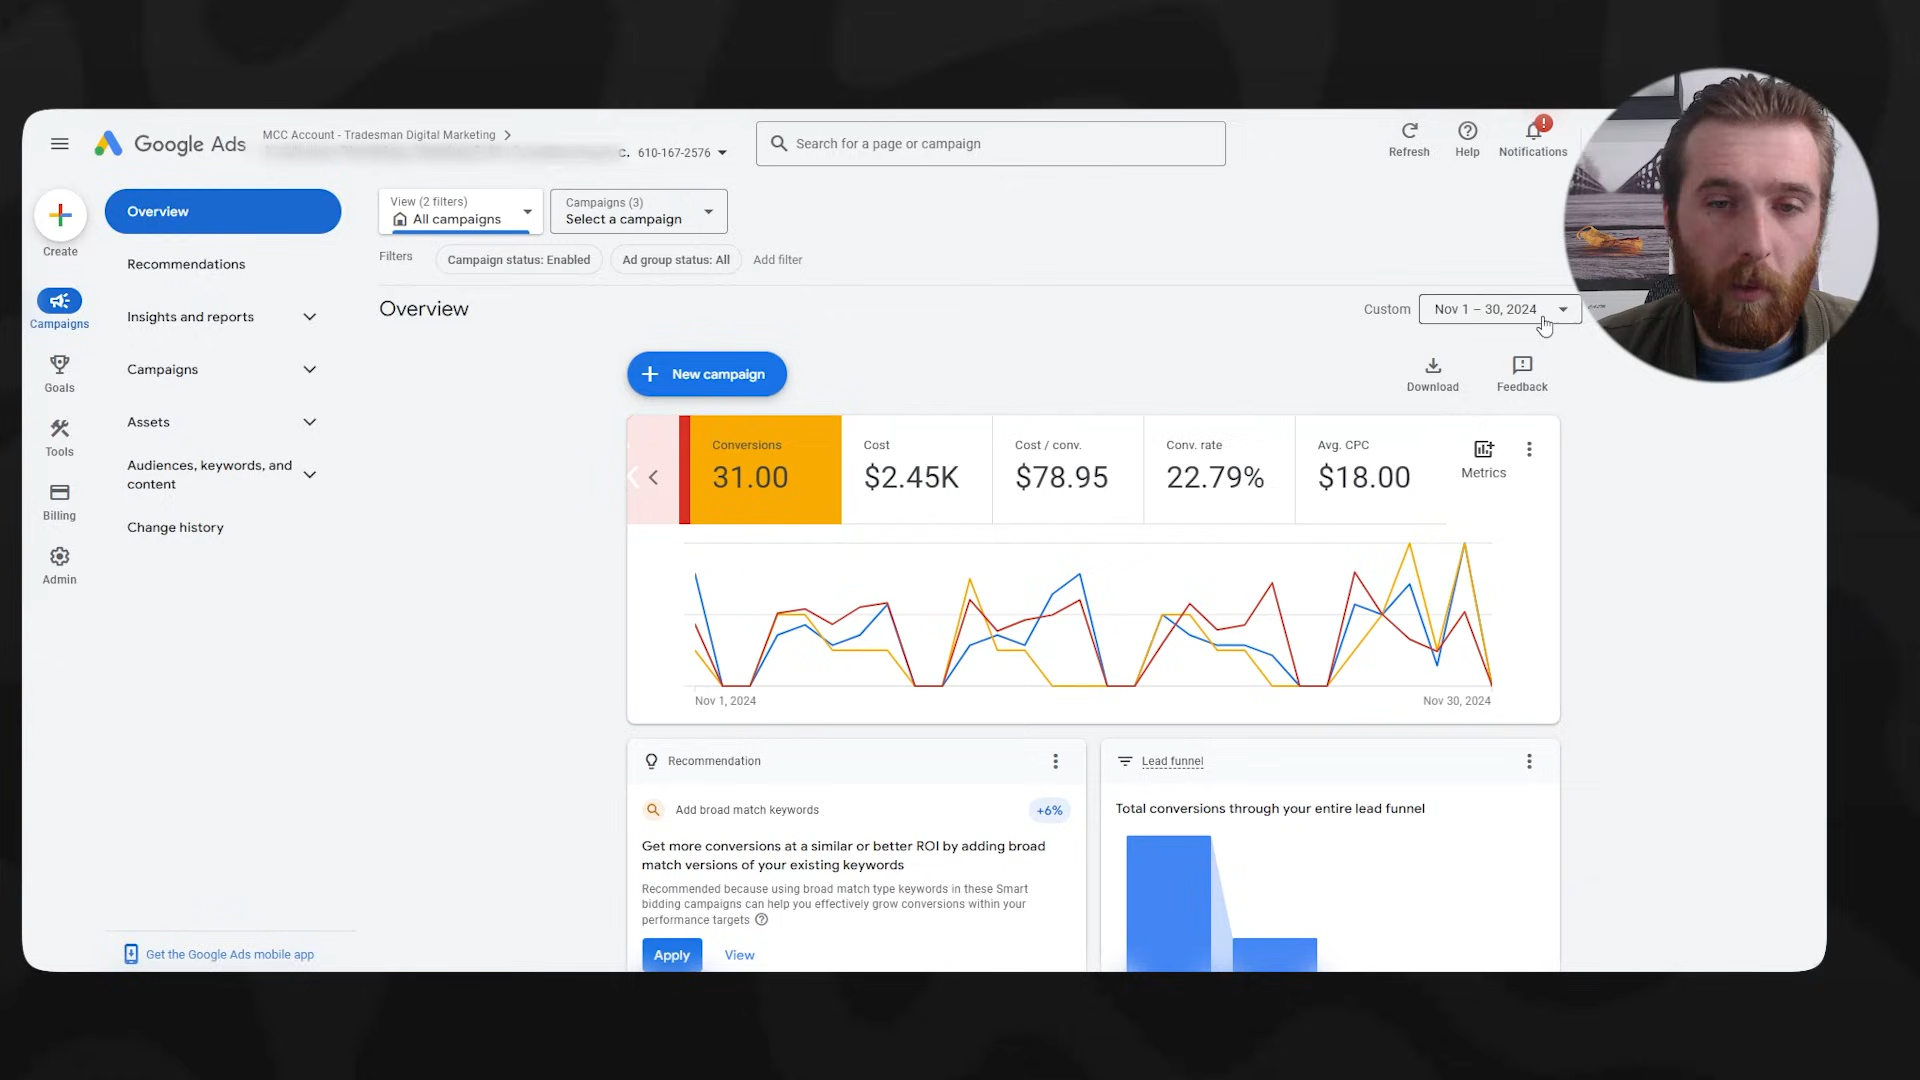 Google Ads
MCC Account - Tradesman Digital Marketing
c. 610-167-2576
Search for a page or campaign
Refresh
Help
Notifications
Create
Campaigns
Goals
Tools
Billing
Admin
Overview
Recommendations
Insights and reports
Campaigns
Assets
Audiences, keywords, and
content
Change history
Get the Google Ads mobile app
View (2 filters)
All campaigns
Campaigns (3)
Select a campaign
Filters
Campaign status: Enabled
Ad group status: All
Add filter
Overview
Custom
Nov 1 – 30, 2024
New campaign
Download
Feedback
Conversions
31.00
Cost
$2.45K
Cost / conv.
$78.95
Conv. rate
22.79%
Avg. CPC
$18.00
Metrics
Nov 1, 2024
Nov 30, 2024
Recommendation
Add broad match keywords
+6%
Get more conversions at a similar or better ROI by adding broad
match versions of your existing keywords
Recommended because using broad match type keywords in these Smart
bidding campaigns can help you effectively grow conversions within your
performance targets
Apply
View
Lead funnel
Total conversions through your entire lead funnel